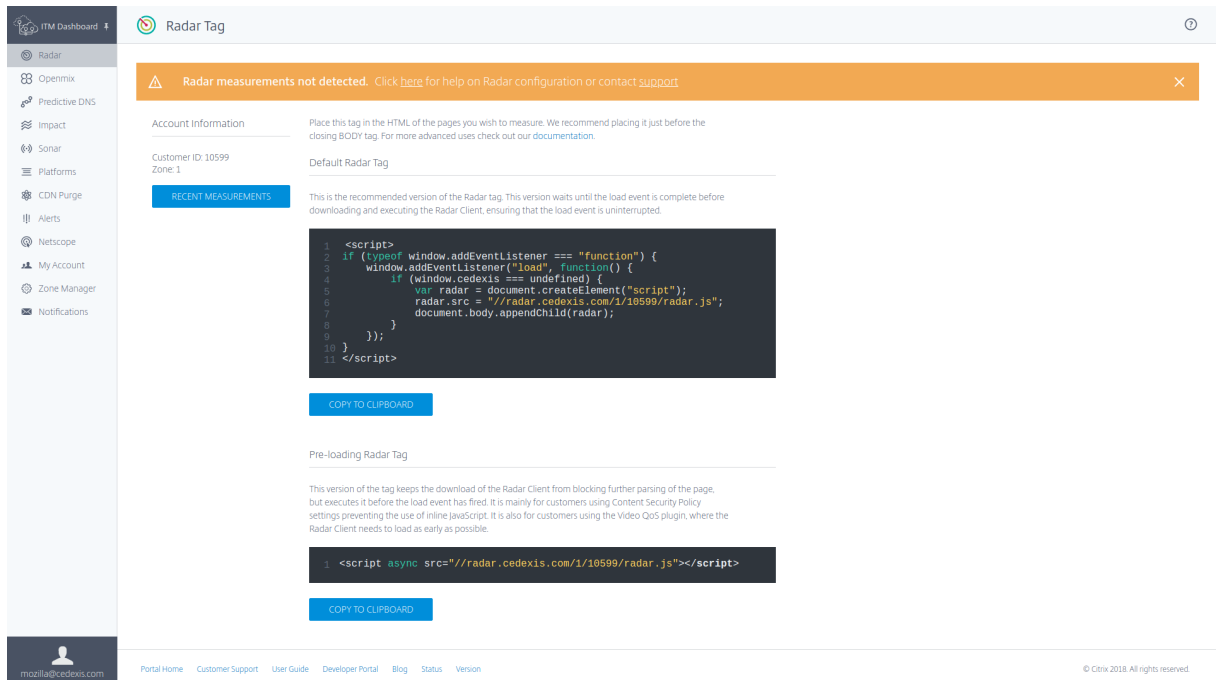 ITM Dashboard
Radar Tag
Radar
Openmix
Predictive DNS
Impact
Sonar
Platforms
CDN Purge
Alerts
Netscope
My Account
Zone Manager
Notifications
mozilla@cedexis.com
Radar measurements not detected. Click here for help on Radar configuration or contact support
Account Information
Customer ID: 10599
Zone: 1
RECENT MEASUREMENTS
Place this tag in the HTML of the pages you wish to measure. We recommend placing it just before the
closing BODY tag. For more advanced uses check out our documentation.
Default Radar Tag
This is the recommended version of the Radar tag. This version waits until the load event is complete before
downloading and executing the Radar Client, ensuring that the load event is uninterrupted.
1 <script>
2 if (typeof window.addEventListener === "function") {
3 window.addEventListener("load", function() {
4 if (window.cedexis === undefined) {
5 var radar = document.createElement("script");
6 radar.src = "//radar.cedexis.com/1/10599/radar.js";
7 document.body.appendChild(radar);
8 }
9 });
10 }
11 </script>
COPY TO CLIPBOARD
Pre-loading Radar Tag
This version of the tag keeps the download of the Radar Client from blocking further parsing of the page,
but executes it before the load event has fired. It is mainly for customers using Content Security Policy
settings preventing the use of inline JavaScript. It is also for customers using the Video QoS plugin, where the
Radar Client needs to load as early as possible.
1 <script async src="//radar.cedexis.com/1/10599/radar.js"></script>
COPY TO CLIPBOARD
Portal Home Customer Support User Guide Developer Portal Blog Status Version
© Citrix 2018. All rights reserved.